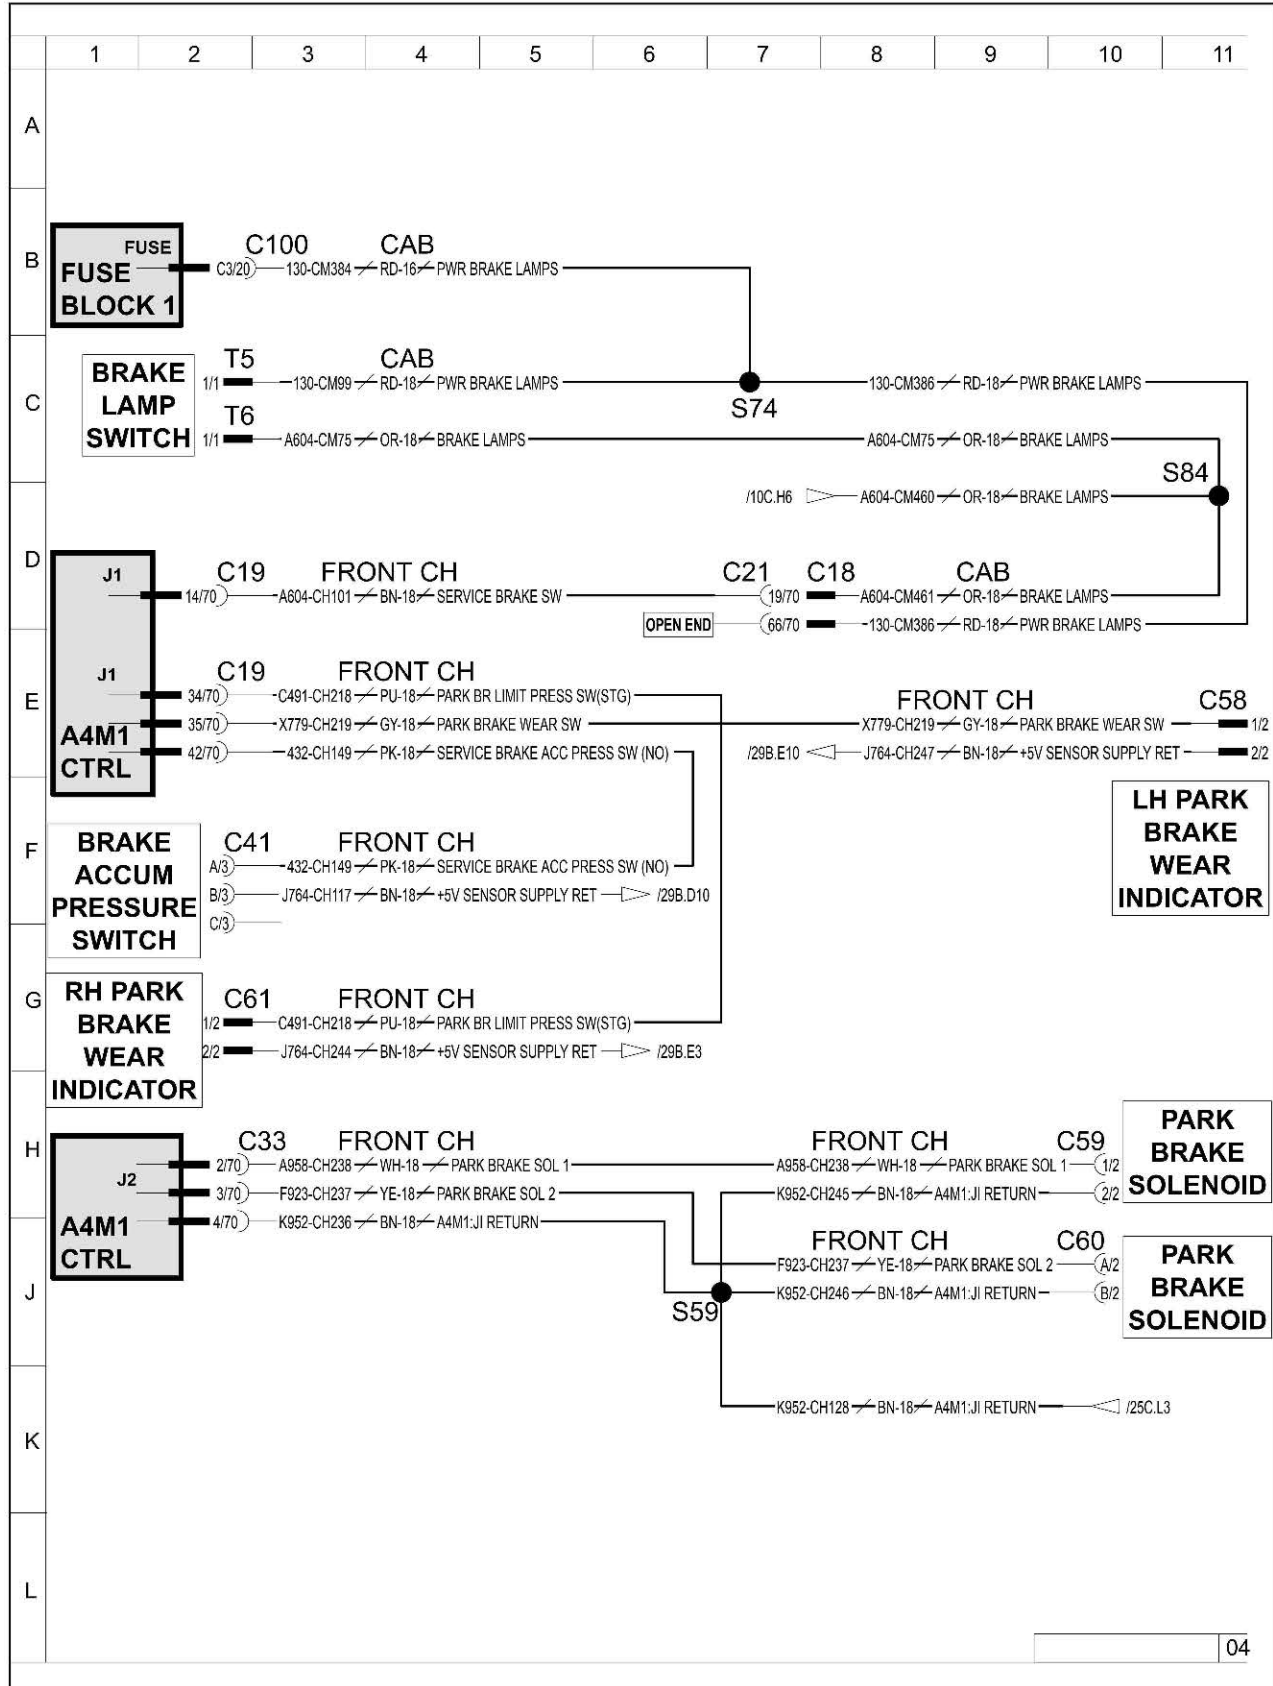 1 2 3 4 5 6 7 8 9 10 11
A
B
FUSE
FUSE
BLOCK 1
C100 CAB
C3/20 130-CM384 RD-16 PWR BRAKE LAMPS
C
BRAKE
LAMP
SWITCH
T5 CAB
1/1 130-CM99 RD-18 PWR BRAKE LAMPS 130-CM386 RD-18 PWR BRAKE LAMPS
S74
T6
1/1 A604-CM75 OR-18 BRAKE LAMPS A604-CM75 OR-18 BRAKE LAMPS
S84
/10C.H6 A604-CM460 OR-18 BRAKE LAMPS
D
J1
C19 FRONT CH C21 C18 CAB
14/70 A604-CH101 BN-18 SERVICE BRAKE SW 19/70 A604-CM461 OR-18 BRAKE LAMPS
OPEN END 66/70 130-CM386 RD-18 PWR BRAKE LAMPS
E
J1
A4M1
CTRL
C19 FRONT CH FRONT CH C58
34/70 C491-CH218 PU-18 PARK BR LIMIT PRESS SW(STG)
35/70 X779-CH219 GY-18 PARK BRAKE WEAR SW X779-CH219 GY-18 PARK BRAKE WEAR SW 1/2
42/70 432-CH149 PK-18 SERVICE BRAKE ACC PRESS SW (NO) /29B.E10 J764-CH247 BN-18 +5V SENSOR SUPPLY RET 2/2
LH PARK
BRAKE
WEAR
INDICATOR
F
BRAKE
ACCUM
PRESSURE
SWITCH
C41 FRONT CH
A/3 432-CH149 PK-18 SERVICE BRAKE ACC PRESS SW (NO)
B/3 J764-CH117 BN-18 +5V SENSOR SUPPLY RET /29B.D10
C/3
G
RH PARK
BRAKE
WEAR
INDICATOR
C61 FRONT CH
1/2 C491-CH218 PU-18 PARK BR LIMIT PRESS SW(STG)
2/2 J764-CH244 BN-18 +5V SENSOR SUPPLY RET /29B.E3
H
J2
A4M1
CTRL
C33 FRONT CH FRONT CH C59
2/70 A958-CH238 WH-18 PARK BRAKE SOL 1 A958-CH238 WH-18 PARK BRAKE SOL 1 1/2
3/70 F923-CH237 YE-18 PARK BRAKE SOL 2 K952-CH245 BN-18 A4M1:JI RETURN 2/2
4/70 K952-CH236 BN-18 A4M1:JI RETURN
PARK
BRAKE
SOLENOID
J
FRONT CH C60
F923-CH237 YE-18 PARK BRAKE SOL 2 A/2
K952-CH246 BN-18 A4M1:JI RETURN B/2
S59
PARK
BRAKE
SOLENOID
K952-CH128 BN-18 A4M1:JI RETURN /25C.L3
K
L
04